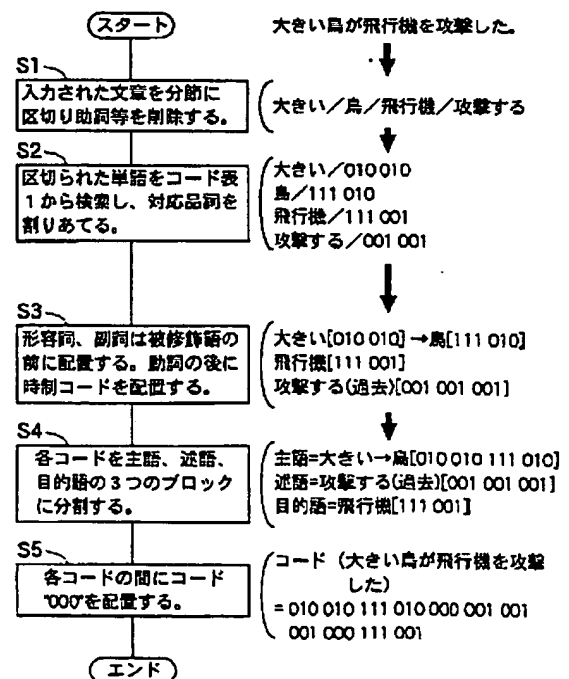 スタート
大きい鳥が飛行機を攻撃した。
S1
入力された文章を分節に
区切り助詞等を削除する。
大きい/鳥/飛行機/攻撃する
S2
区切られた単語をコード表
1から検索し、対応品詞を
割りあてる。
大きい/010 010
鳥/111 010
飛行機/111 001
攻撃する/001 001
S3
形容詞、副詞は被修飾語の
前に配置する。動詞の後に
時制コードを配置する。
大きい[010 010]→鳥[111 010]
飛行機[111 001]
攻撃する(過去)[001 001 001]
S4
各コードを主語、述語、
目的語の3つのブロック
に分割する。
主語=大きい→鳥[010 010 111 010]
述語=攻撃する(過去)[001 001 001]
目的語=飛行機[111 001]
S5
各コードの間にコード
"000"を配置する。
コード(大きい鳥が飛行機を攻撃
した)
=010 010 111 010 000 001 001
001 000 111 001
エンド